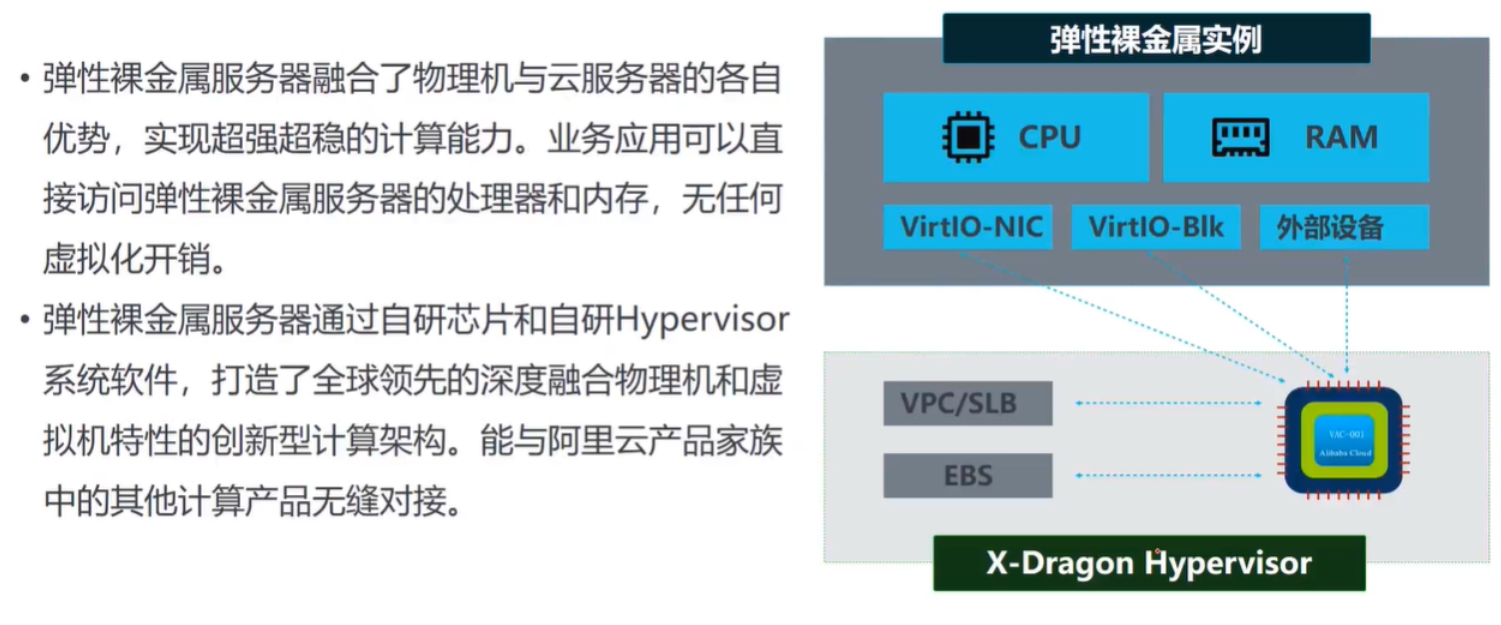 • 弹性裸金属服务器融合了物理机与云服务器的各自
优势，实现超强超稳的计算能力。业务应用可以直
接访问弹性裸金属服务器的处理器和内存，无任何
虚拟化开销。
• 弹性裸金属服务器通过自研芯片和自研Hypervisor
系统软件，打造了全球领先的深度融合物理机和虚
拟机特性的创新型计算架构。能与阿里云产品家族
中的其他计算产品无缝对接。
弹性裸金属实例
CPU
RAM
VirtIO-NIC
VirtIO-Blk
外部设备
VPC/SLB
EBS
VAC-001
Alibaba Cloud
X-Dragon Hypervisor